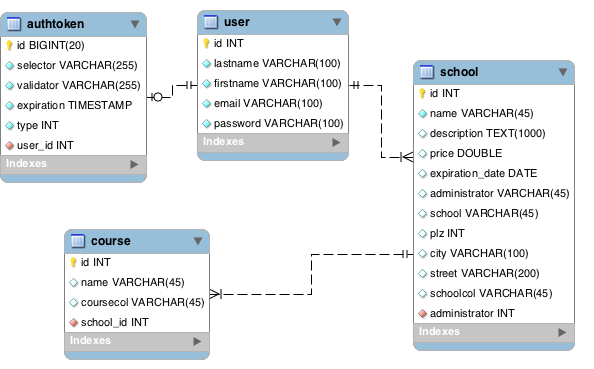 authtoken
id BIGINT(20)
selector VARCHAR(255)
validator VARCHAR(255)
expiration TIMESTAMP
type INT
user_id INT
Indexes
user
id INT
lastname VARCHAR(100)
firstname VARCHAR(100)
email VARCHAR(100)
password VARCHAR(100)
Indexes
school
id INT
name VARCHAR(45)
description TEXT(1000)
price DOUBLE
expiration_date DATE
administrator VARCHAR(45)
school VARCHAR(45)
plz INT
city VARCHAR(100)
street VARCHAR(200)
schoolcol VARCHAR(45)
administrator INT
Indexes
course
id INT
name VARCHAR(45)
coursecol VARCHAR(45)
school_id INT
Indexes